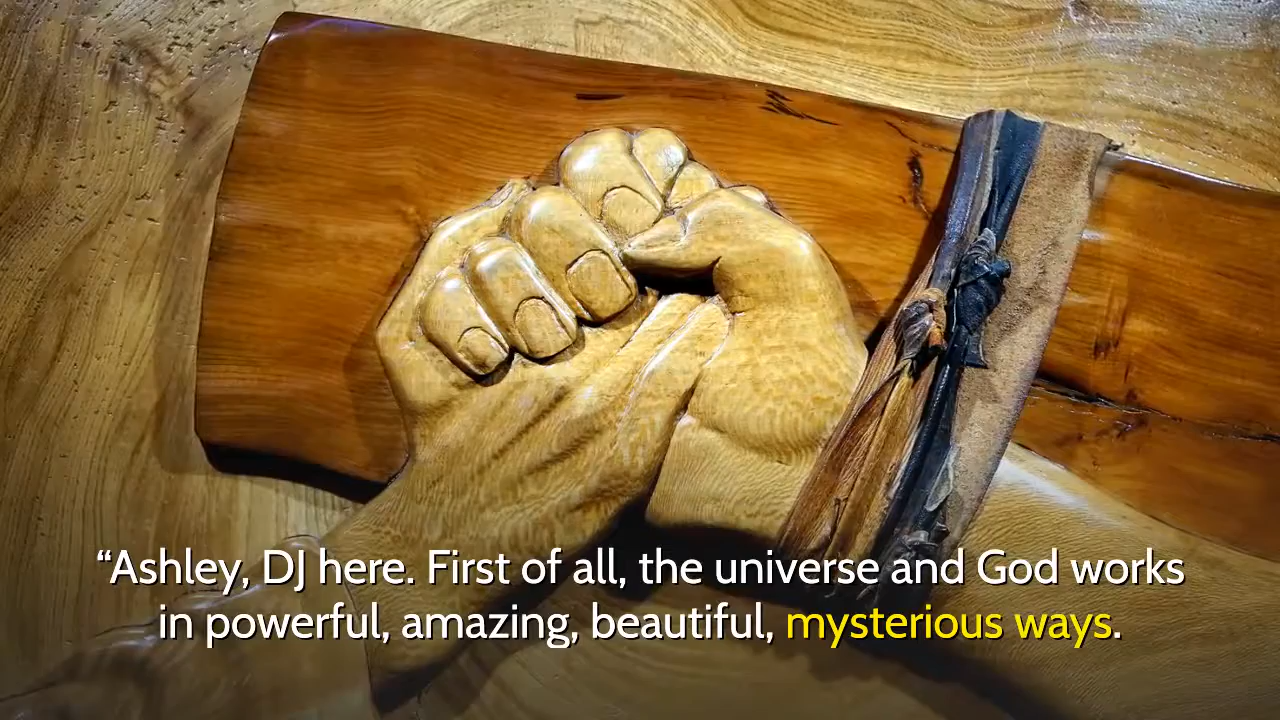 “Ashley, DJ here. First of all, the universe and God works
in powerful, amazing, beautiful, mysterious ways.